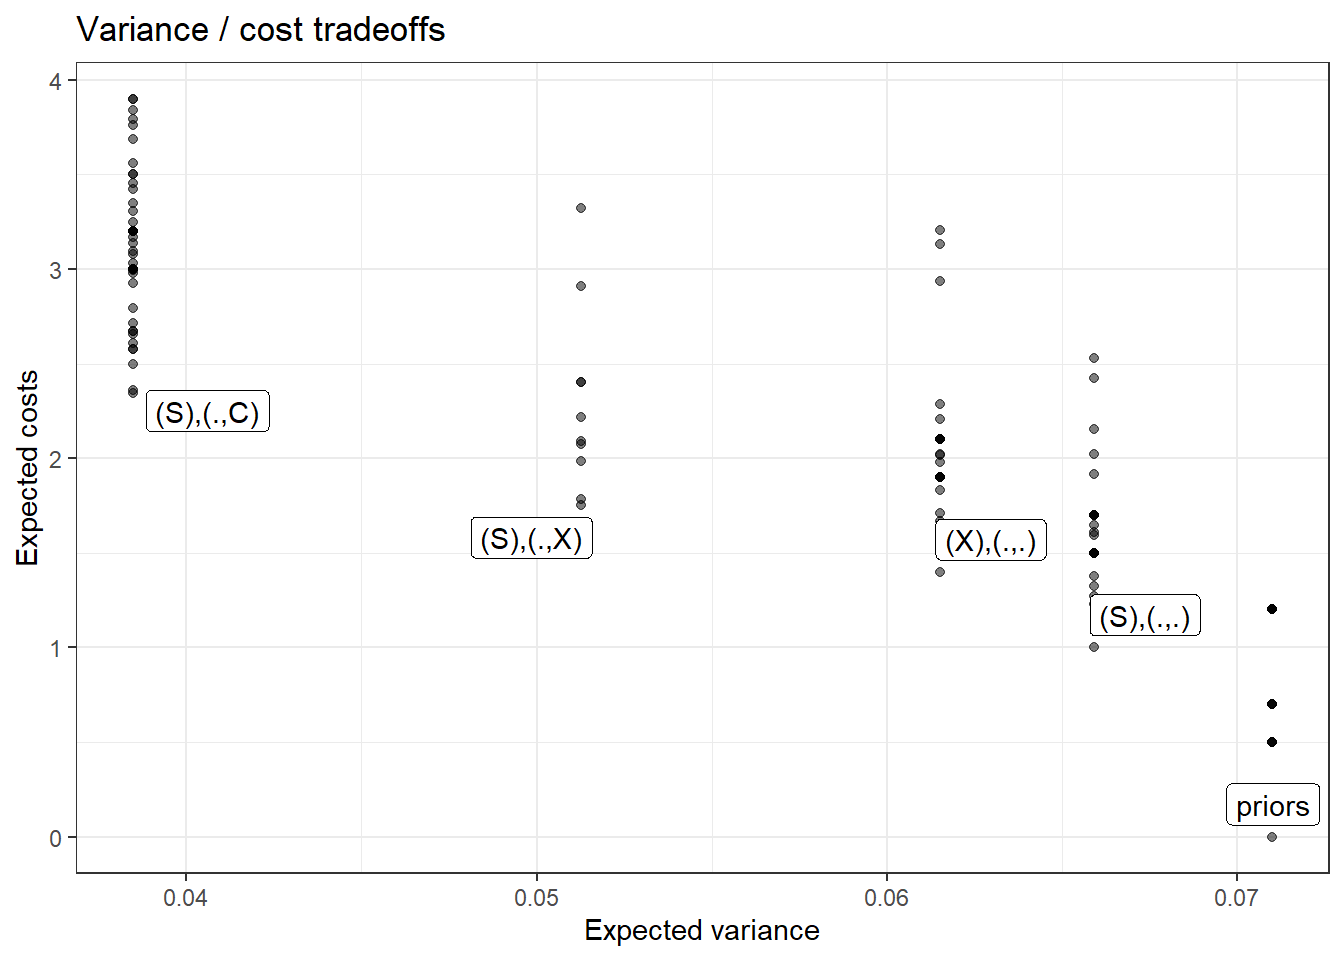 Variance / cost tradeoffs
Expected costs
4
3
2
1
0
(S),(.,C)
(S),(.,X)
(X),(.,.)
(S),(.,.)
priors
0.04
0.05
0.06
0.07
Expected variance